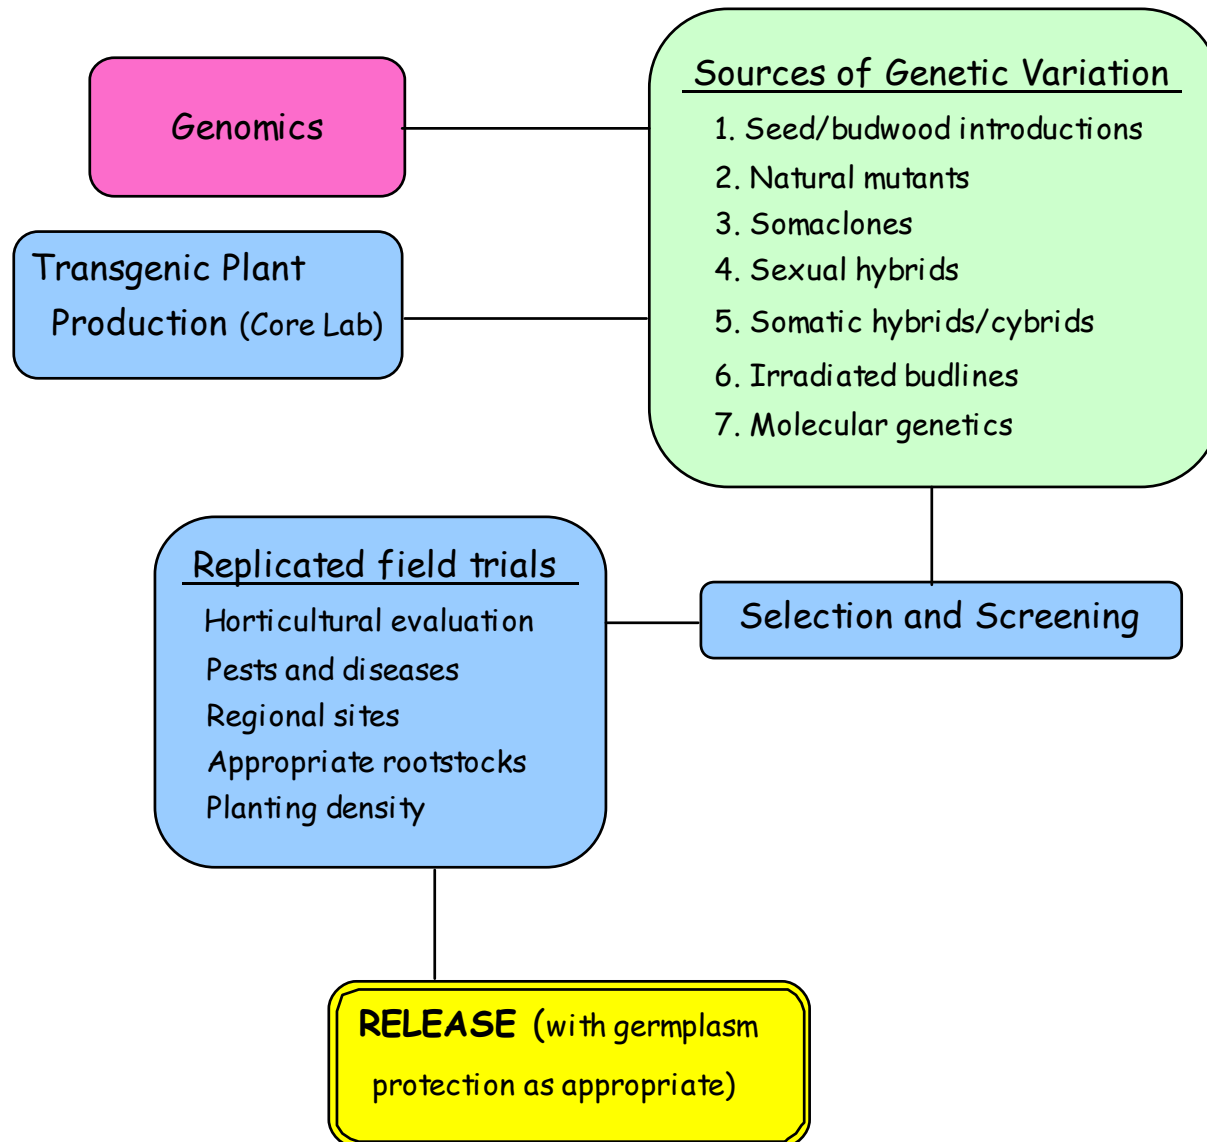 Genomics
Transgenic Plant
Production (Core Lab)
Sources of Genetic Variation
1. Seed/budwood introductions
2. Natural mutants
3. Somaclones
4. Sexual hybrids
5. Somatic hybrids/cybrids
6. Irradiated budlines
7. Molecular genetics
Selection and Screening
Replicated field trials
Horticultural evaluation
Pests and diseases
Regional sites
Appropriate rootstocks
Planting density
RELEASE (with germplasm
protection as appropriate)